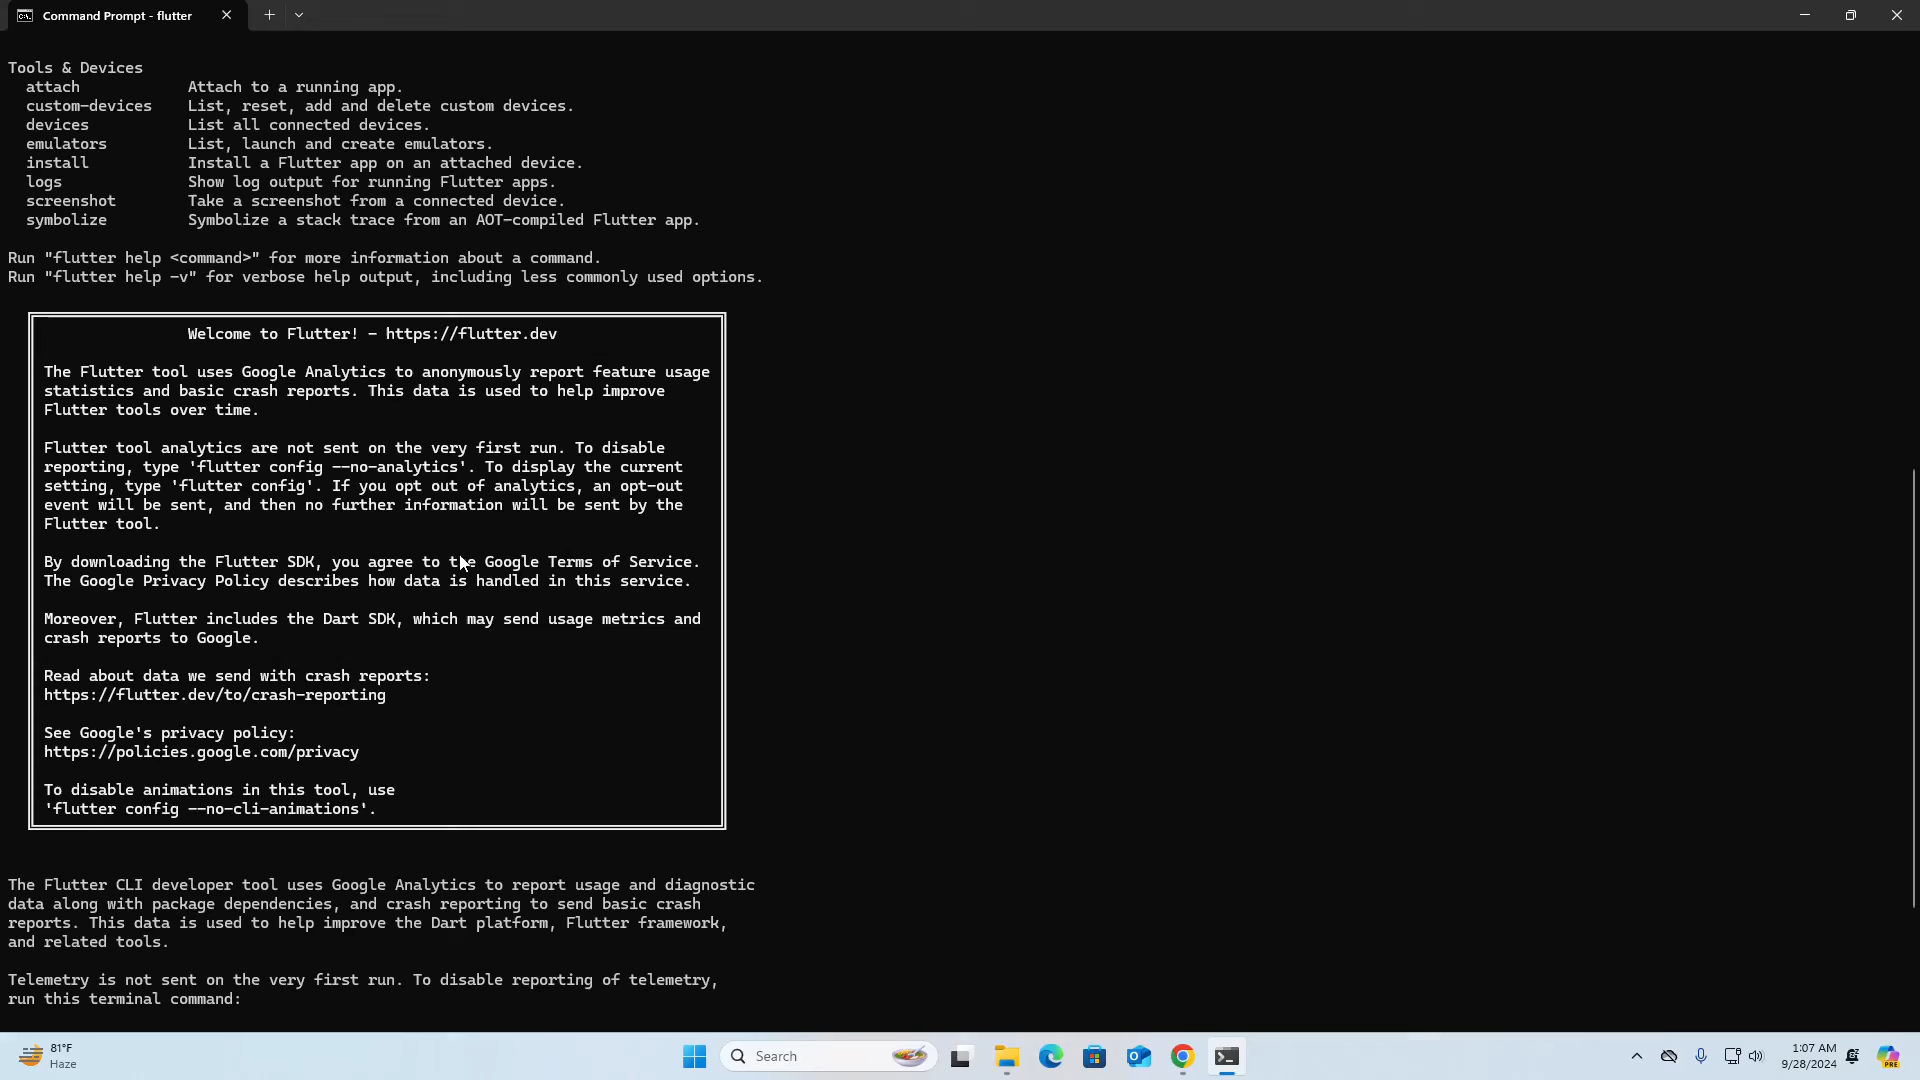 Command Prompt - flutter
Tools & Devices
attach Attach to a running app.
custom-devices List, reset, add and delete custom devices.
devices List all connected devices.
emulators List, launch and create emulators.
install Install a Flutter app on an attached device.
logs Show log output for running Flutter apps.
screenshot Take a screenshot from a connected device.
symbolize Symbolize a stack trace from an AOT-compiled Flutter app.
Run "flutter help <command>" for more information about a command.
Run "flutter help -v" for verbose help output, including less commonly used options.
Welcome to Flutter! - https://flutter.dev
The Flutter tool uses Google Analytics to anonymously report feature usage
statistics and basic crash reports. This data is used to help improve
Flutter tools over time.
Flutter tool analytics are not sent on the very first run. To disable
reporting, type 'flutter config --no-analytics'. To display the current
setting, type 'flutter config'. If you opt out of analytics, an opt-out
event will be sent, and then no further information will be sent by the
Flutter tool.
By downloading the Flutter SDK, you agree to the Google Terms of Service.
The Google Privacy Policy describes how data is handled in this service.
Moreover, Flutter includes the Dart SDK, which may send usage metrics and
crash reports to Google.
Read about data we send with crash reports:
https://flutter.dev/to/crash-reporting
See Google's privacy policy:
https://policies.google.com/privacy
To disable animations in this tool, use
'flutter config --no-cli-animations'.
The Flutter CLI developer tool uses Google Analytics to report usage and diagnostic
data along with package dependencies, and crash reporting to send basic crash
reports. This data is used to help improve the Dart platform, Flutter framework,
and related tools.
Telemetry is not sent on the very first run. To disable reporting of telemetry,
run this terminal command:
81°F
Haze
Search
PRE
PRE
1:07 AM
9/28/2024